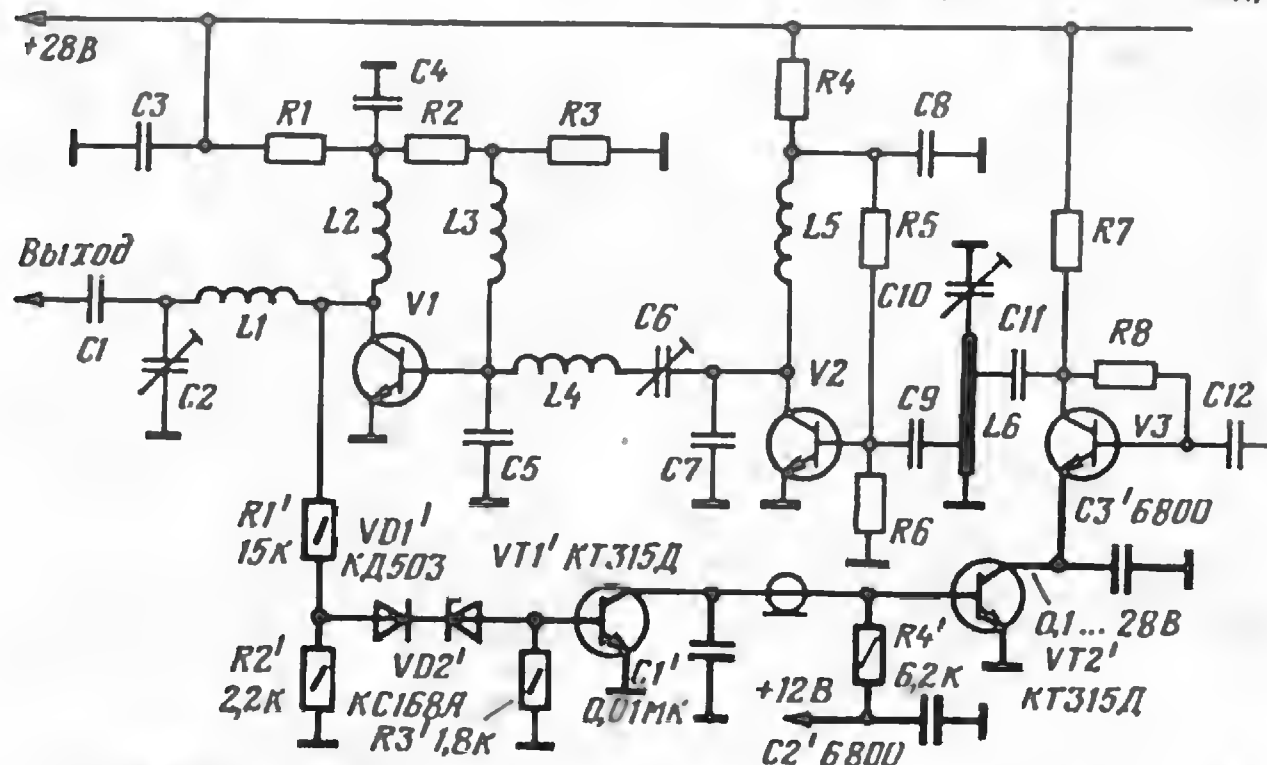 +28В
C3
R1
C4
R2
R3
R4
C8
L2
L3
L5
R5
R7
Выход
C1
C2
L1
V1
L4
C6
C5
C7
V2
C9
C10
C11
L6
R8
V3
C12
R6
R1'
15к
VD1'
КД503
VT1' КТ315Д
C3' 6800
R2'
2,2к
VD2'
КС168А
R3' 1,8к
C1'
0,01мк
R4'
6,2к
+12В
C2' 6800
0,1...28В
VT2'
КТ315Д